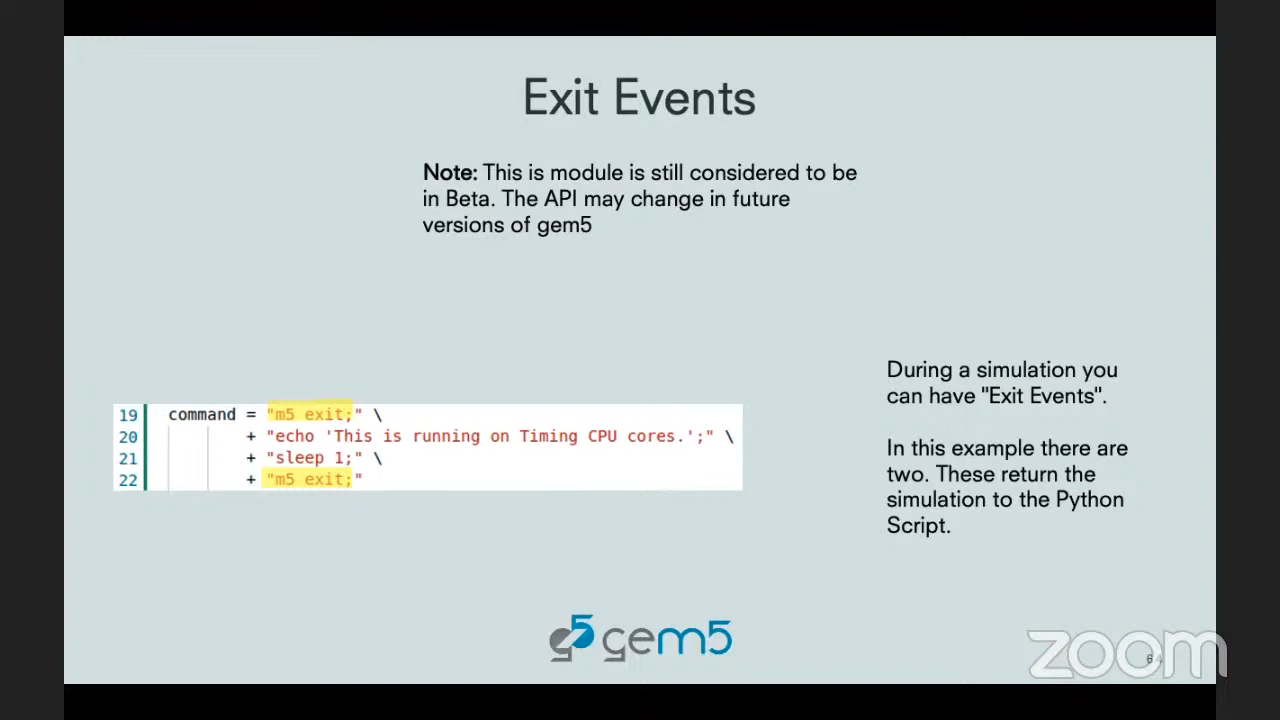 Exit Events
Note: This is module is still considered to be
in Beta. The API may change in future
versions of gem5
19 command = "m5 exit;" \
20 + "echo 'This is running on Timing CPU cores.';" \
21 + "sleep 1;" \
22 + "m5 exit;"
During a simulation you
can have "Exit Events".
In this example there are
two. These return the
simulation to the Python
Script.
gem5
zoom